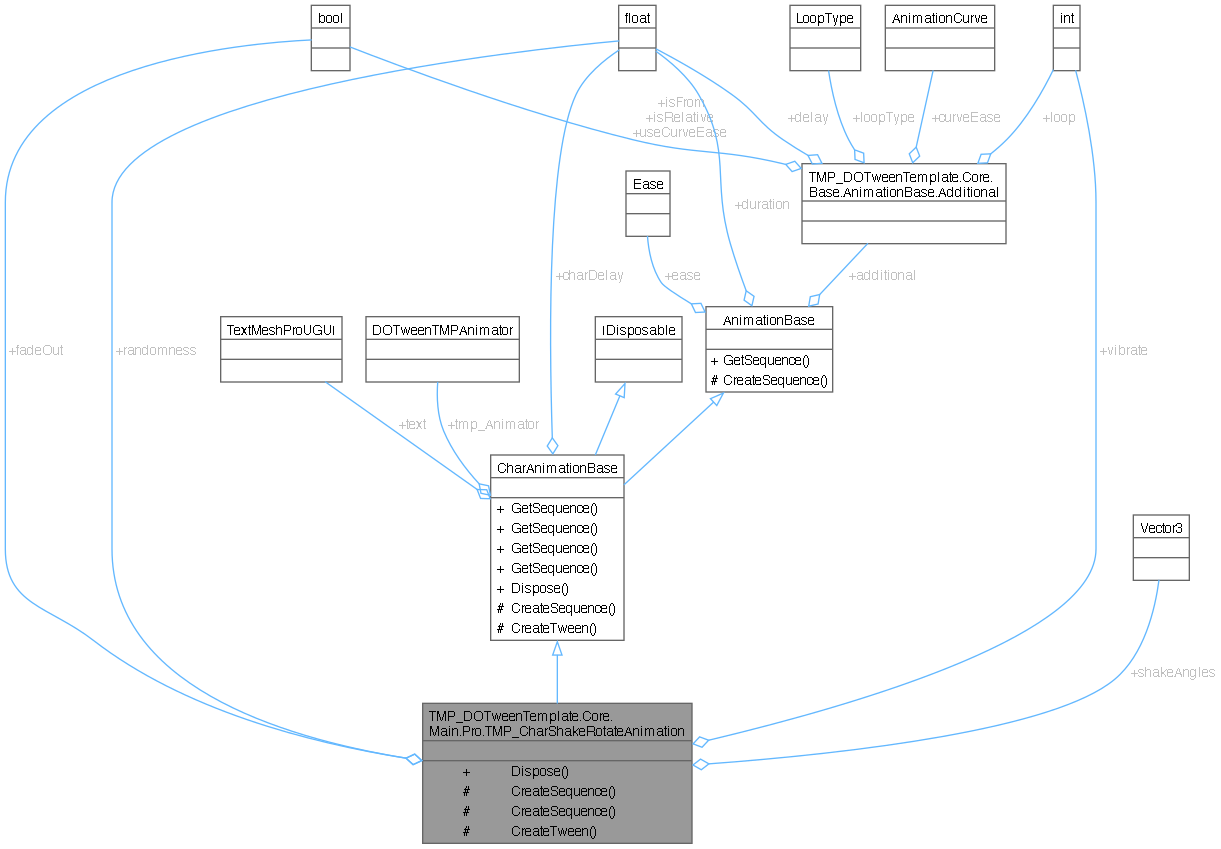 bool
float
LoopType
AnimationCurve
int
+isFrom
+isRelative
+useCurveEase
+delay
+loopType
+curveEase
+loop
Ease
TMP_DOTweenTemplate.Core.
Base.AnimationBase.Additional
+duration
+charDelay
+ease
+additional
TextMeshProUGUI
DOTweenTMPAnimator
IDisposable
AnimationBase
+ GetSequence()
# CreateSequence()
+fadeOut
+randomness
+vibrate
+text
+tmp_Animator
CharAnimationBase
+ GetSequence()
+ GetSequence()
+ GetSequence()
+ GetSequence()
+ Dispose()
# CreateSequence()
# CreateTween()
Vector3
+shakeAngles
TMP_DOTweenTemplate.Core.
Main.Pro.TMP_CharShakeRotateAnimation
+ Dispose()
# CreateSequence()
# CreateSequence()
# CreateTween()